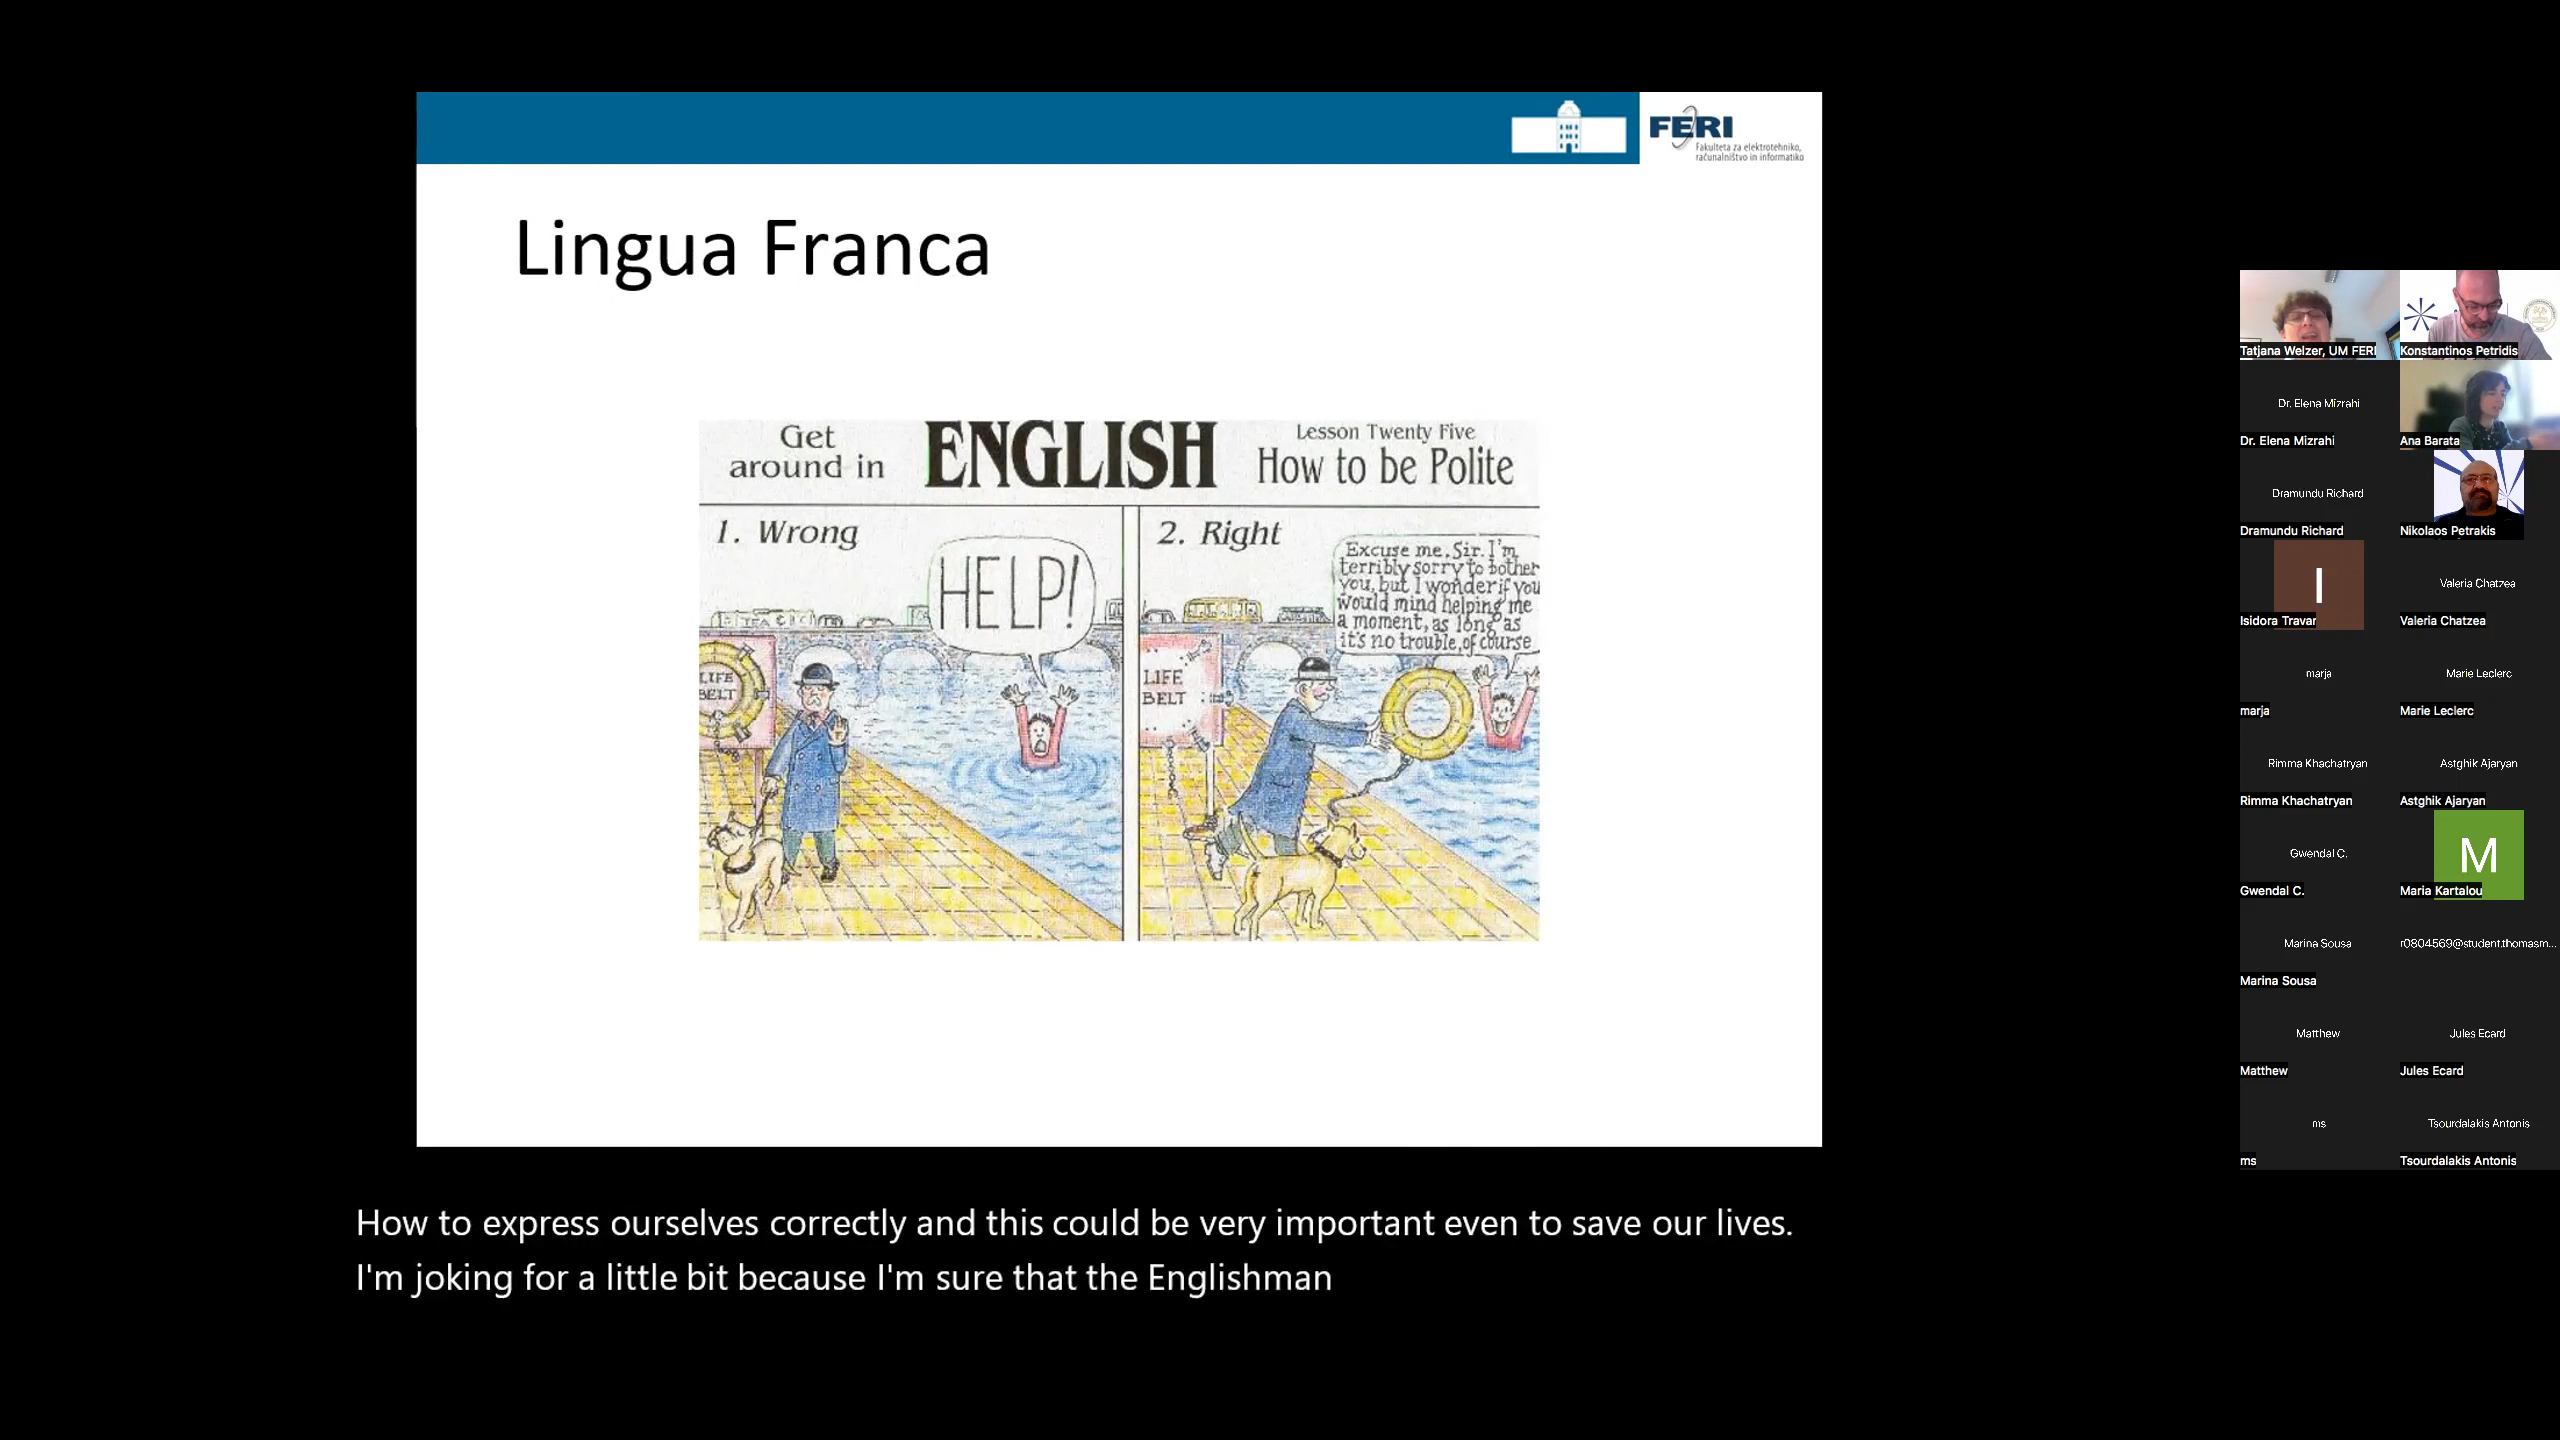 FERI
Fakulteta za elektrotehniko,
računalništvo in informatiko
Lingua Franca
Get
around in
ENGLISH
Lesson Twenty Five
How to be Polite
1. Wrong
HELP!
LIFE
BELT
2. Right
Excuse me, Sir. I'm
terribly sorry to bother
you, but I wonder if you
would mind helping me
a moment, as long as
it's no trouble, of course
LIFE
BELT
How to express ourselves correctly and this could be very important even to save our lives.
I'm joking for a little bit because I'm sure that the Englishman
Tatjana Welzer, UM FERI
Konstantinos Petridis
Dr. Elena Mizrahi
Dr. Elena Mizrahi
Ana Barata
Dramundu Richard
Dramundu Richard
Nikolaos Petrakis
I
Isidora Travar
Valeria Chatzea
Valeria Chatzea
marja
marja
Marie Leclerc
Marie Leclerc
Rimma Khachatryan
Rimma Khachatryan
Astghik Ajaryan
Astghik Ajaryan
Gwendal C.
Gwendal C.
M
Maria Kartalou
Marina Sousa
Marina Sousa
r0804569@student.thomasm...
Matthew
Matthew
Jules Ecard
Jules Ecard
ms
ms
Tsourdalakis Antonis
Tsourdalakis Antonis